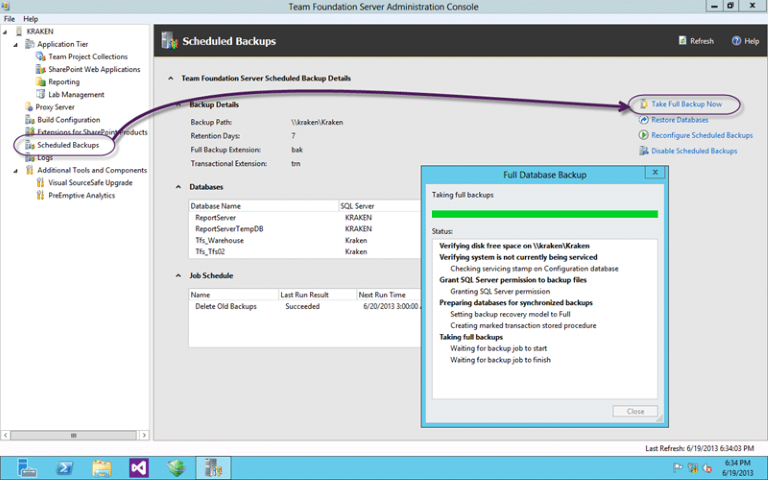 Team Foundation Server Administration Console
File Help
KRAKEN
Application Tier
Team Project Collections
SharePoint Web Applications
Reporting
Lab Management
Proxy Server
Build Configuration
Extensions for SharePoint Products
Scheduled Backups
Logs
Additional Tools and Components
Visual SourceSafe Upgrade
PreEmptive Analytics
Scheduled Backups
Refresh
Help
Team Foundation Server Scheduled Backup Details
Backup Details
Backup Path: \\kraken\Kraken
Retention Days: 7
Full Backup Extension: bak
Transactional Extension: trn
Take Full Backup Now
Restore Databases
Reconfigure Scheduled Backups
Disable Scheduled Backups
Databases
Database Name SQL Server
ReportServer KRAKEN
ReportServerTempDB KRAKEN
Tfs_Warehouse Kraken
Tfs_Tfs02 Kraken
Job Schedule
Name Last Run Result Next Run Time
Delete Old Backups Succeeded 6/20/2013 3:00:00
Full Database Backup
Taking full backups
Status:
Verifying disk free space on \\kraken\Kraken
Verifying system is not currently being serviced
Checking servicing stamp on Configuration database
Grant SQL Server permission to backup files
Granting SQL Server permission
Preparing databases for synchronized backups
Setting backup recovery model to Full
Creating marked transaction stored procedure
Taking full backups
Waiting for backup job to start
Waiting for backup job to finish
Close
Last Refresh: 6/19/2013 6:34:03 PM
6:34 PM
6/19/2013